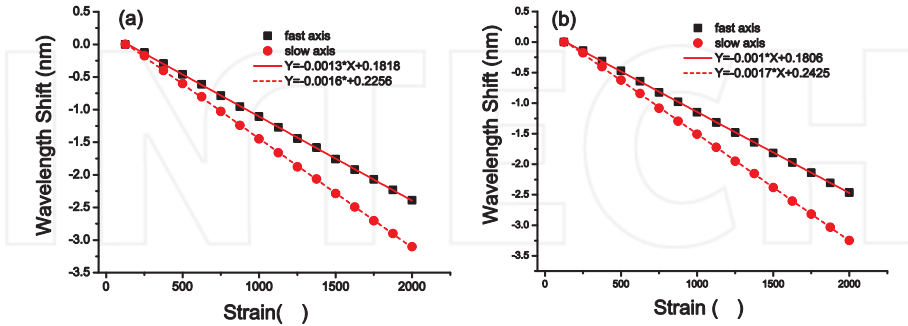 (a)
fast axis
slow axis
Y=-0.0013*X+0.1818
Y=-0.0016*+0.2256
0.5
0.0
-0.5
-1.0
-1.5
-2.0
-2.5
-3.0
-3.5
Wavelength Shift (nm)
0
500
1000
1500
2000
Strain( )
(b)
fast axis
slow axis
Y=-0.001*X+0.1806
Y=-0.0017*X+0.2425
0.5
0.0
-0.5
-1.0
-1.5
-2.0
-2.5
-3.0
-3.5
Wavelength Shift (nm)
0
500
1000
1500
2000
Strain ( )
INTECH